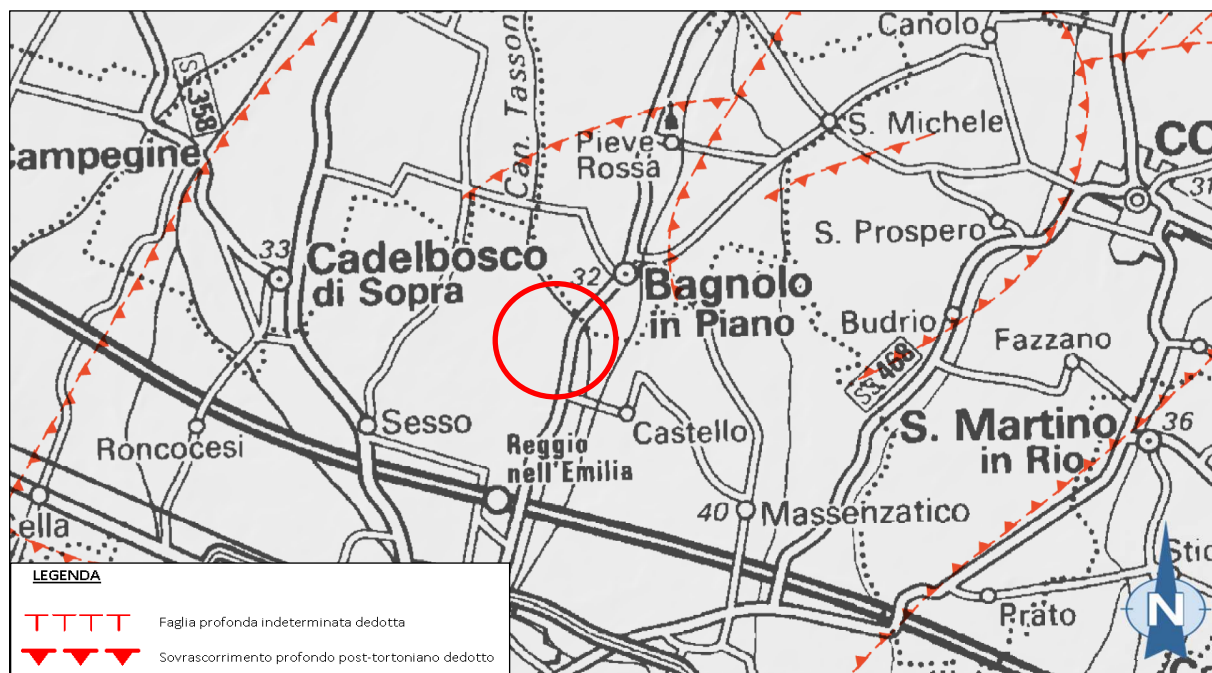 Canolo
SS.358
Can. Tasson
S. Michele
Pieve
Rossa
Campegine
CO
31
S. Prospero
33
Cadelbosco
di Sopra
32
Bagnolo
in Piano
Budrio
Fazzano
SS.468
Sesso
Castello
S. Martino
in Rio
36
Roncocesi
Reggio
nell'Emilia
ella
40
Massenzatico
Prato
N
LEGENDA
Faglia profonda indeterminata dedotta
Sovrascorrimento profondo post-tortoniano dedotto